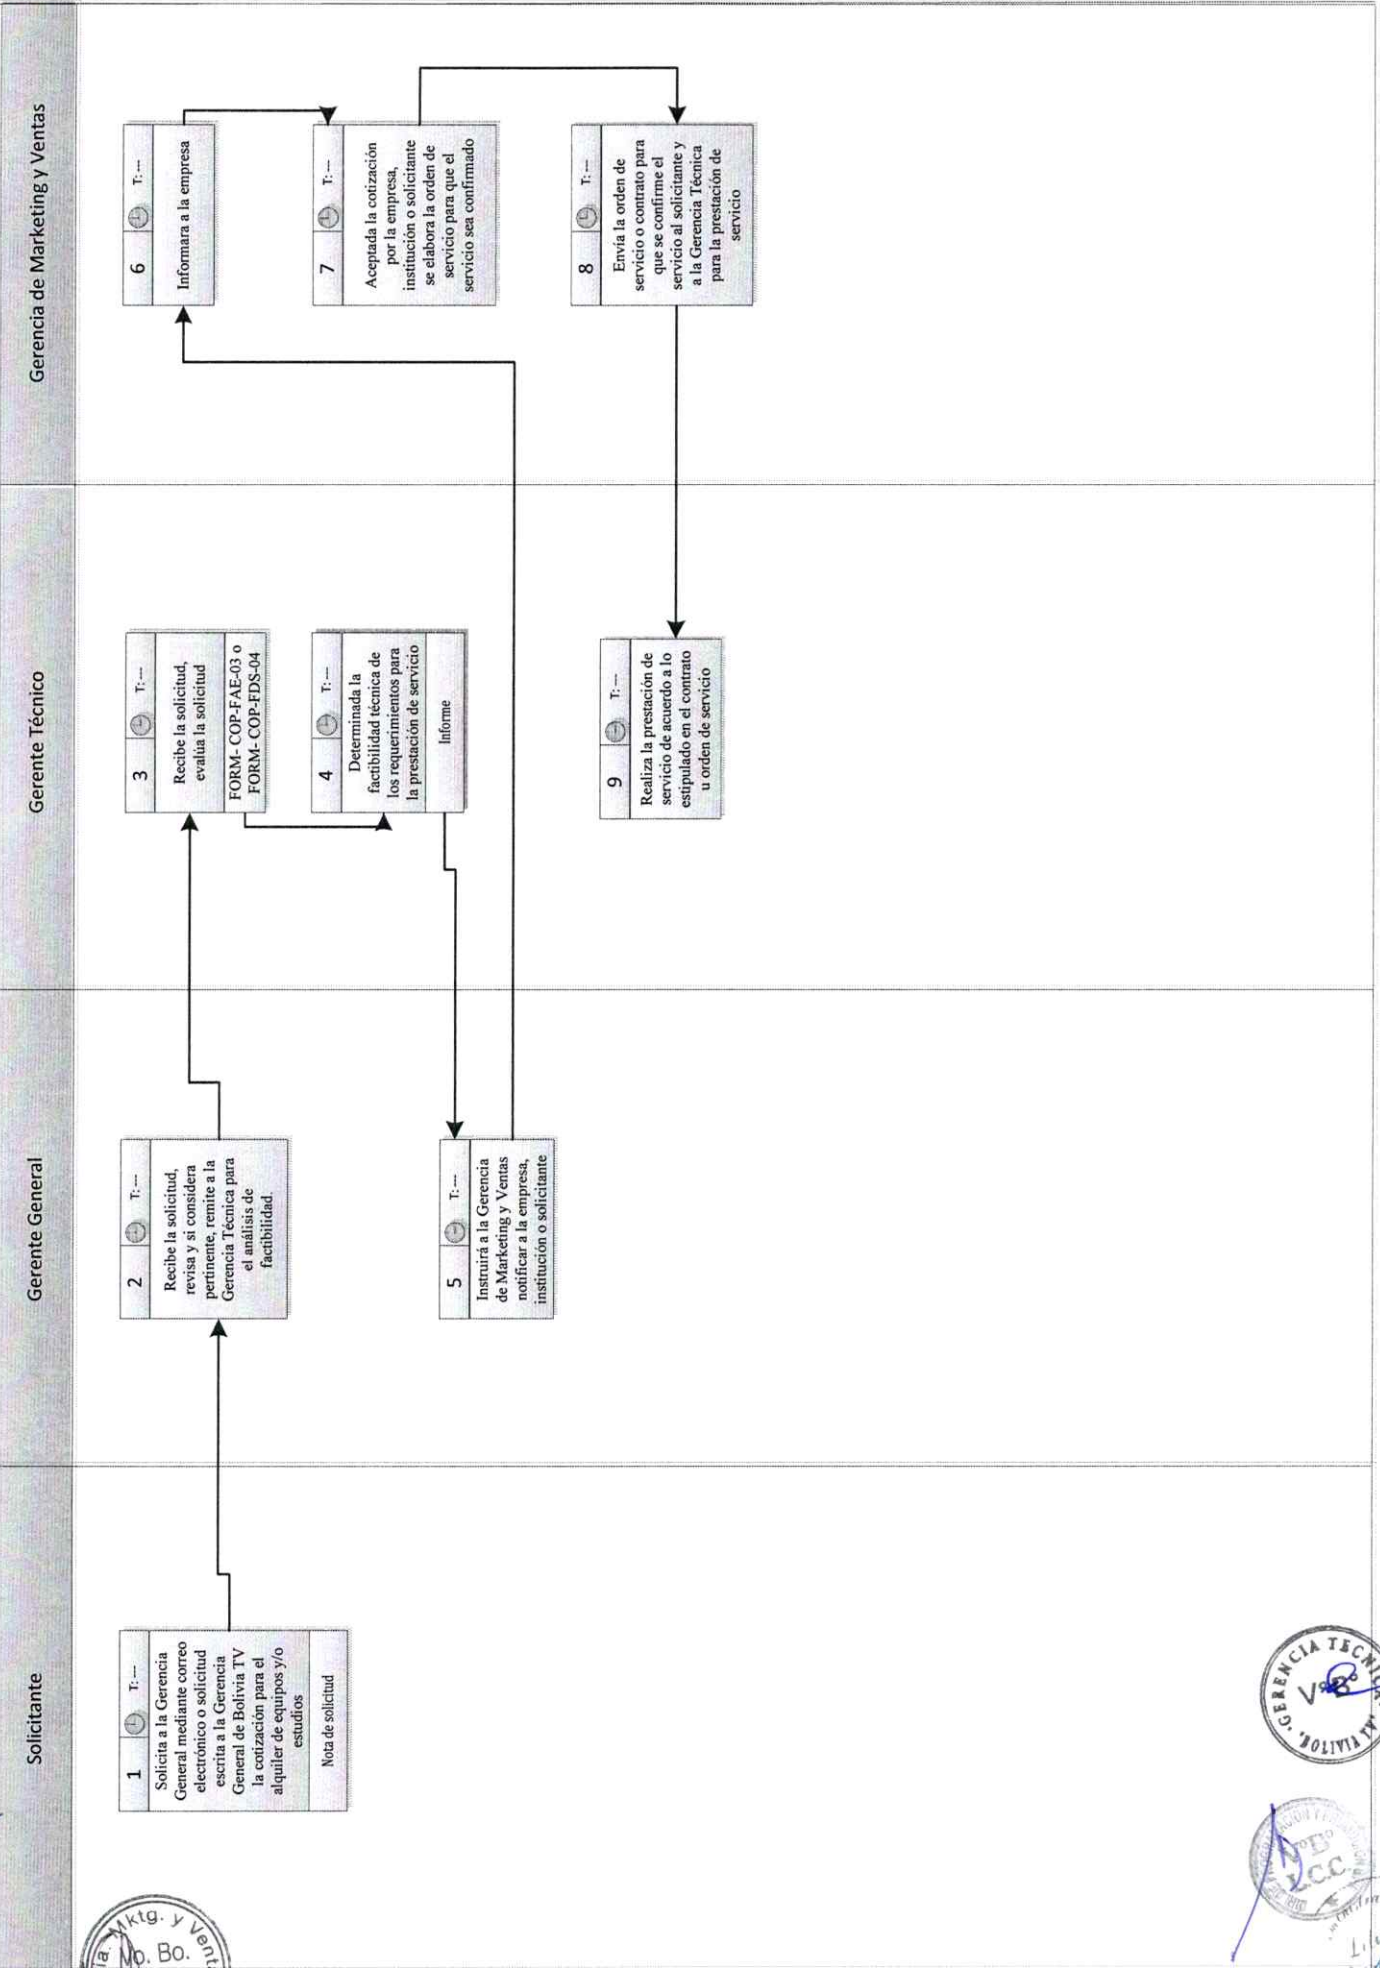 Solicitante
Gerente General
Gerente Técnico
Gerencia de Marketing y Ventas
1 T:---
Solicita a la Gerencia
General mediante correo
electrónico o solicitud
escrita a la Gerencia
General de Bolivia TV
la cotización para el
alquiler de equipos y/o
estudios
Nota de solicitud
2 T:---
Recibe la solicitud,
revisa y si considera
pertinente, remite a la
Gerencia Técnica para
el análisis de
factibilidad.
3 T:---
Recibe la solicitud,
evalúa la solicitud
FORM- COP-FAE-03 o
FORM- COP-FDS-04
4 T:---
Determinada la
factibilidad técnica de
los requerimientos para
la prestación de servicio
Informe
5 T:---
Instruirá a la Gerencia
de Marketing y Ventas
notificar a la empresa,
institución o solicitante
6 T:---
Informara a la empresa
7 T:---
Aceptada la cotización
por la empresa,
institución o solicitante
se elabora la orden de
servicio para que el
servicio sea confirmado
8 T:---
Envía la orden de
servicio o contrato para
que se confirme el
servicio al solicitante y
a la Gerencia Técnica
para la prestación de
servicio
9 T:---
Realiza la prestación de
servicio de acuerdo a lo
estipulado en el contrato
u orden de servicio
Mktg. y
Vo. Bo.
GERENCIA
VºBº
L.C.C.